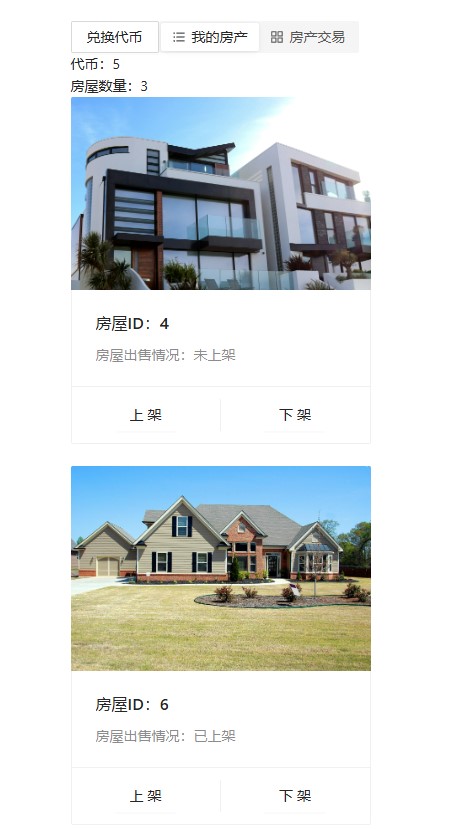 兑换代币 我的房产 房产交易
代币：5
房屋数量：3
房屋ID：4
房屋出售情况：未上架
上架 下架
房屋ID：6
房屋出售情况：已上架
上架 下架